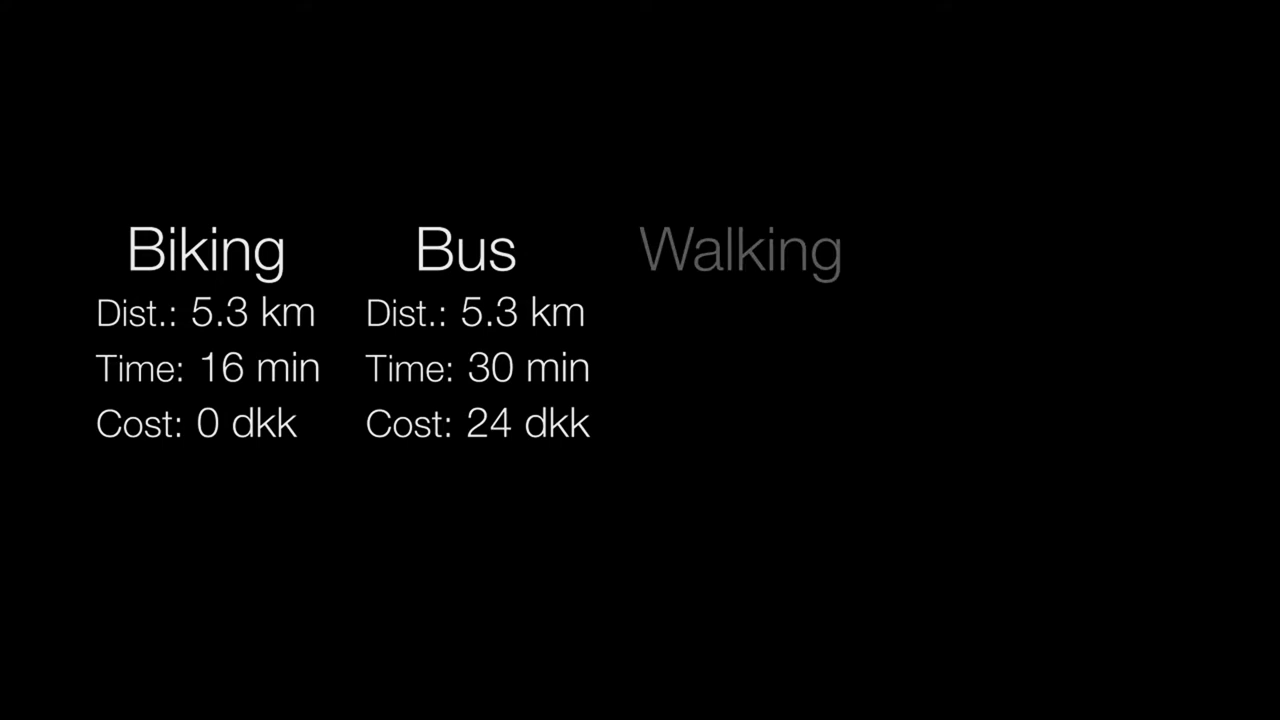 Biking
Dist.: 5.3 km
Time: 16 min
Cost: 0 dkk
Bus
Dist.: 5.3 km
Time: 30 min
Cost: 24 dkk
Walking